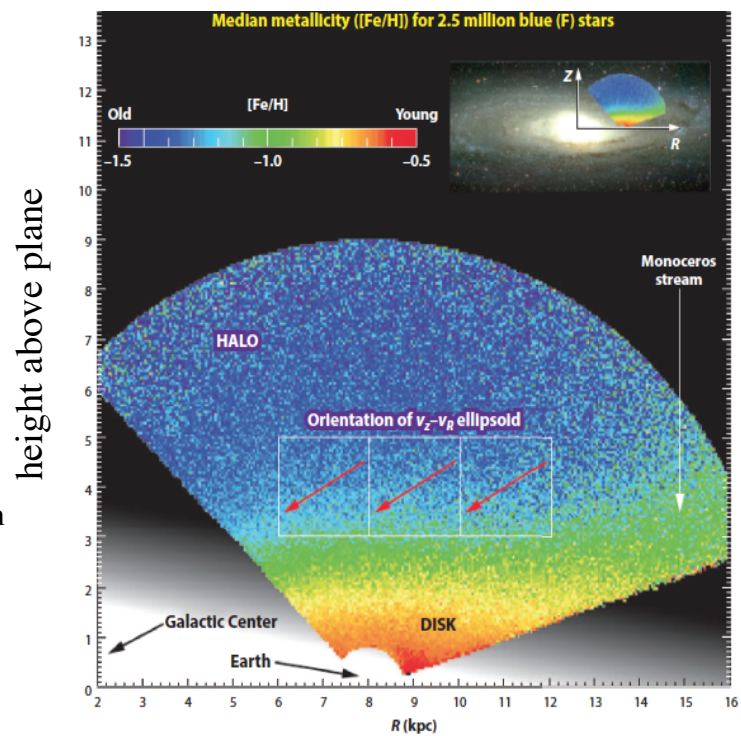 Median metallicity ([Fe/H]) for 2.5 million blue (F) stars
Old [Fe/H] Young
–1.5 –1.0 –0.5
Z
R
Monoceros
stream
HALO
Orientation of vz–vR ellipsoid
DISK
Galactic Center
Earth
height above plane
n
13
12
11
10
9
8
7
6
5
4
3
2
1
0
2 3 4 5 6 7 8 9 10 11 12 13 14 15 16
R (kpc)